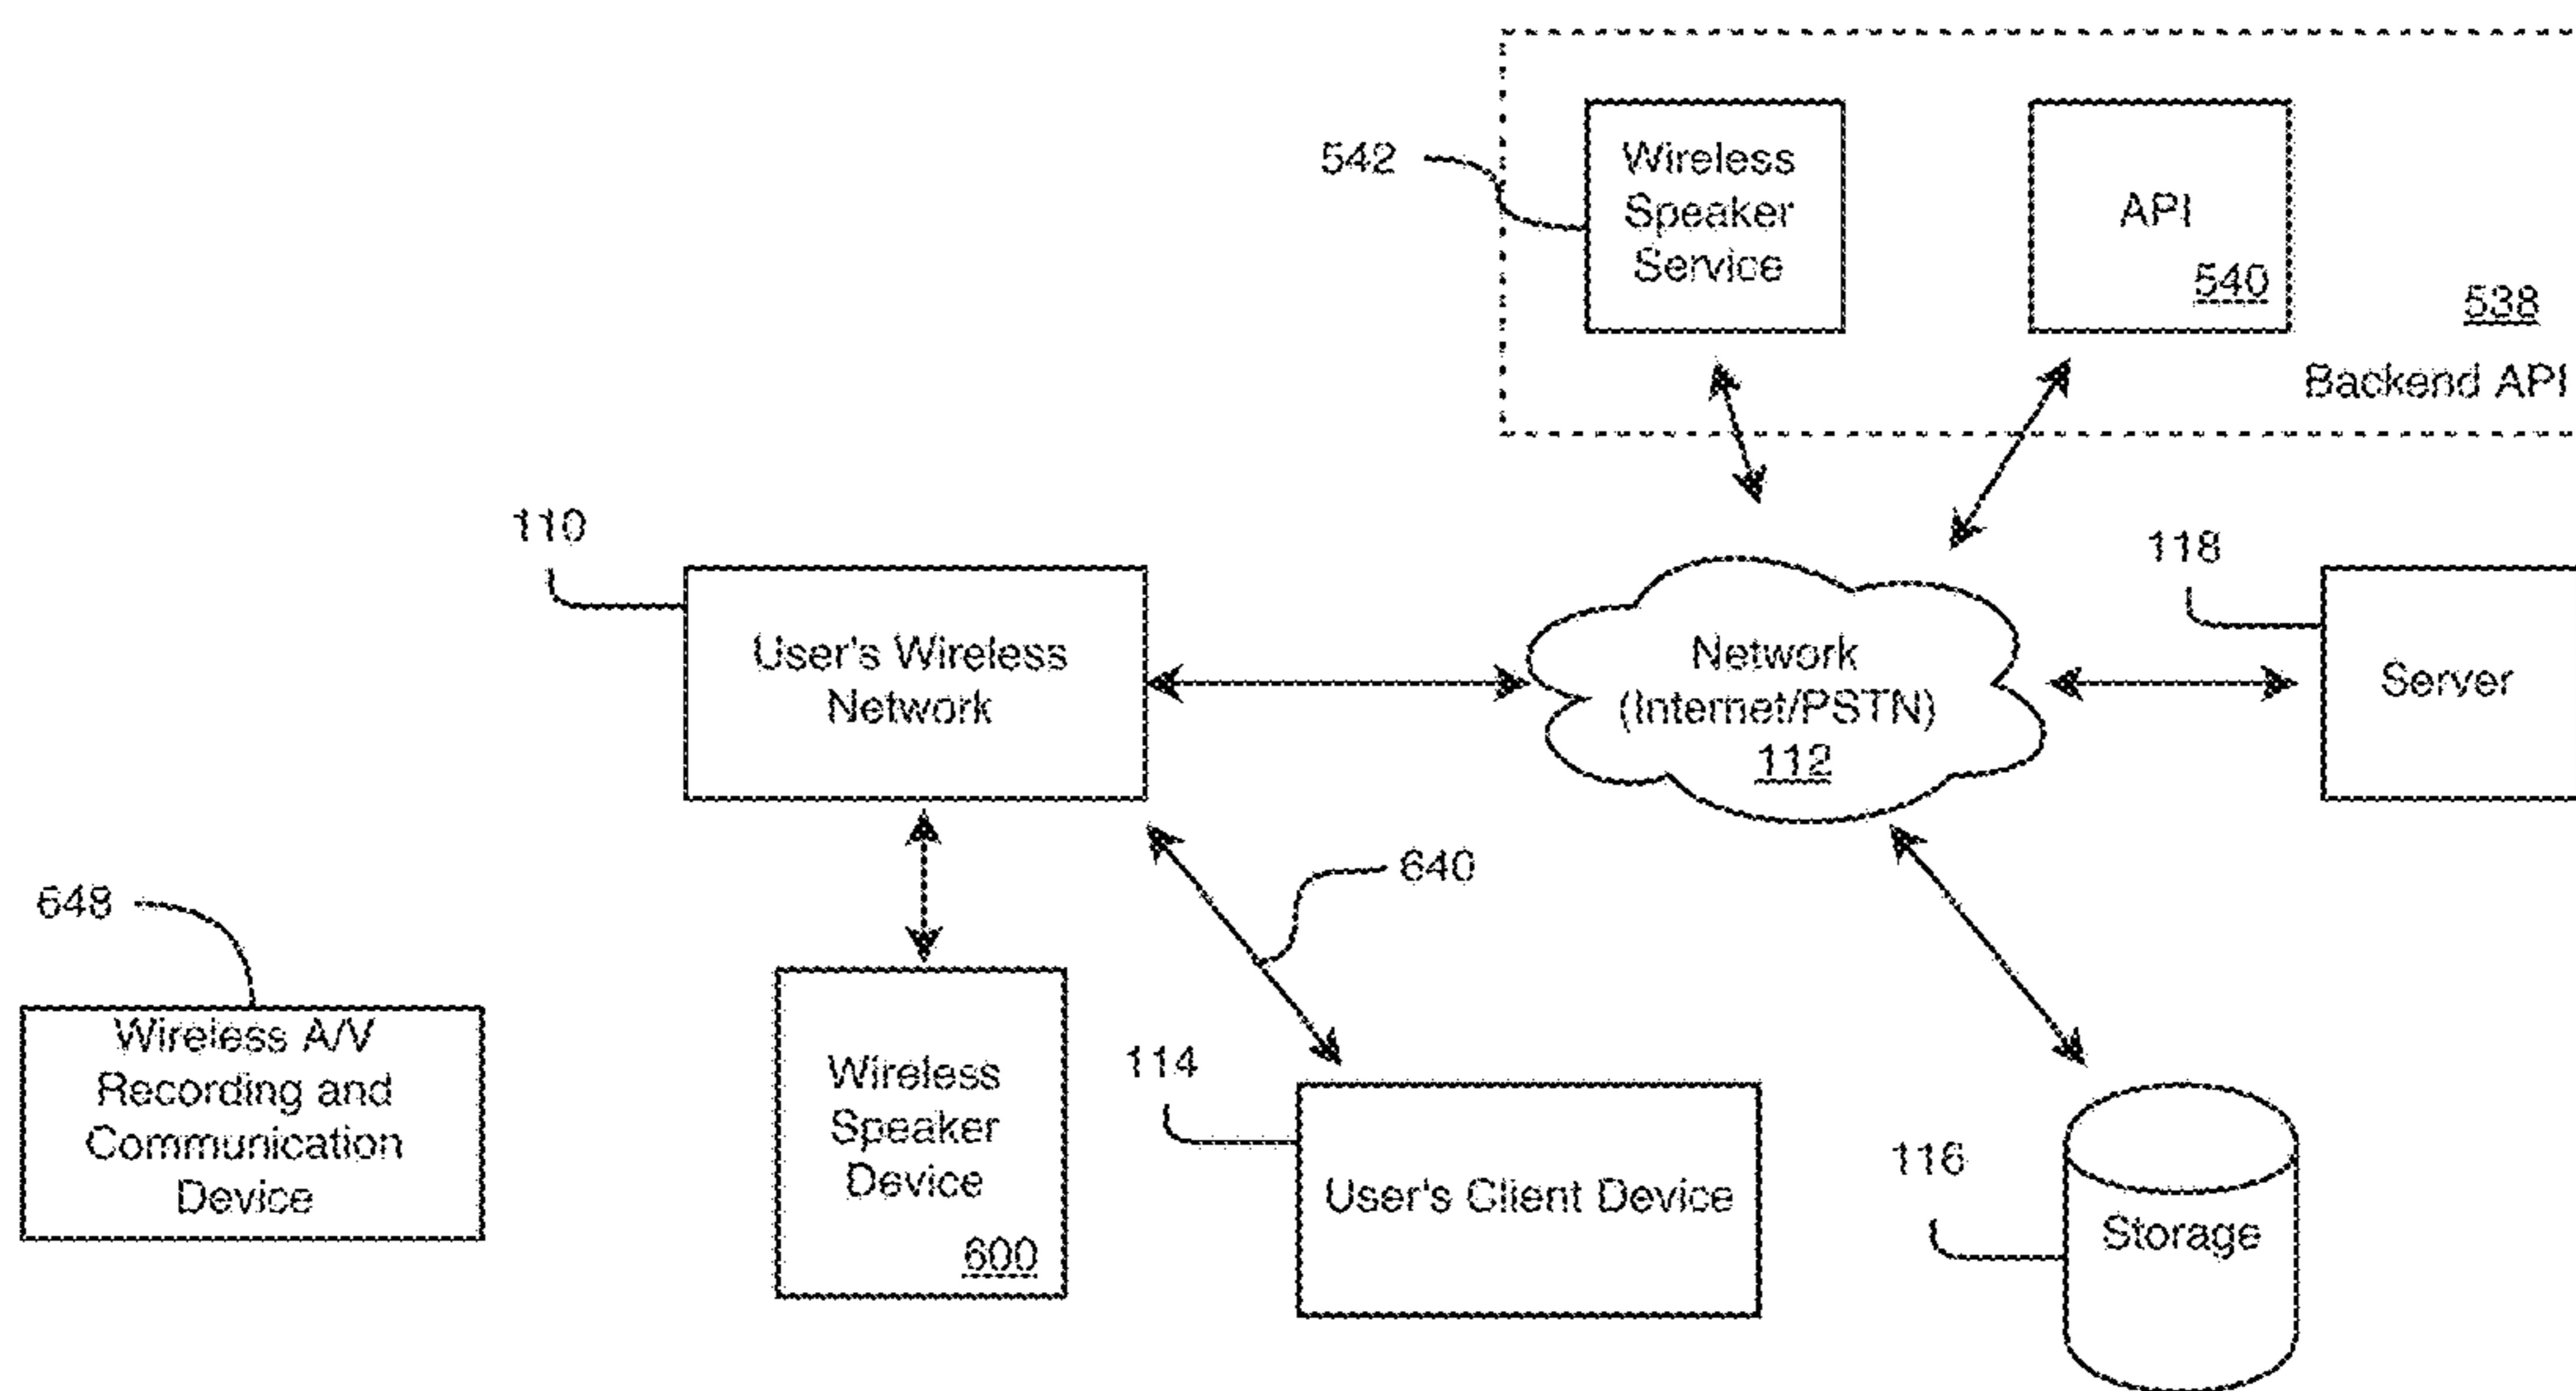 542
Wireless
Speaker
Service
API
540
538
Backend API
110
User's Wireless
Network
Network
(Internet/PSTN)
112
118
Server
648
Wireless A/V
Recording and
Communication
Device
Wireless
Speaker
Device
600
640
114
User's Client Device
116
Storage